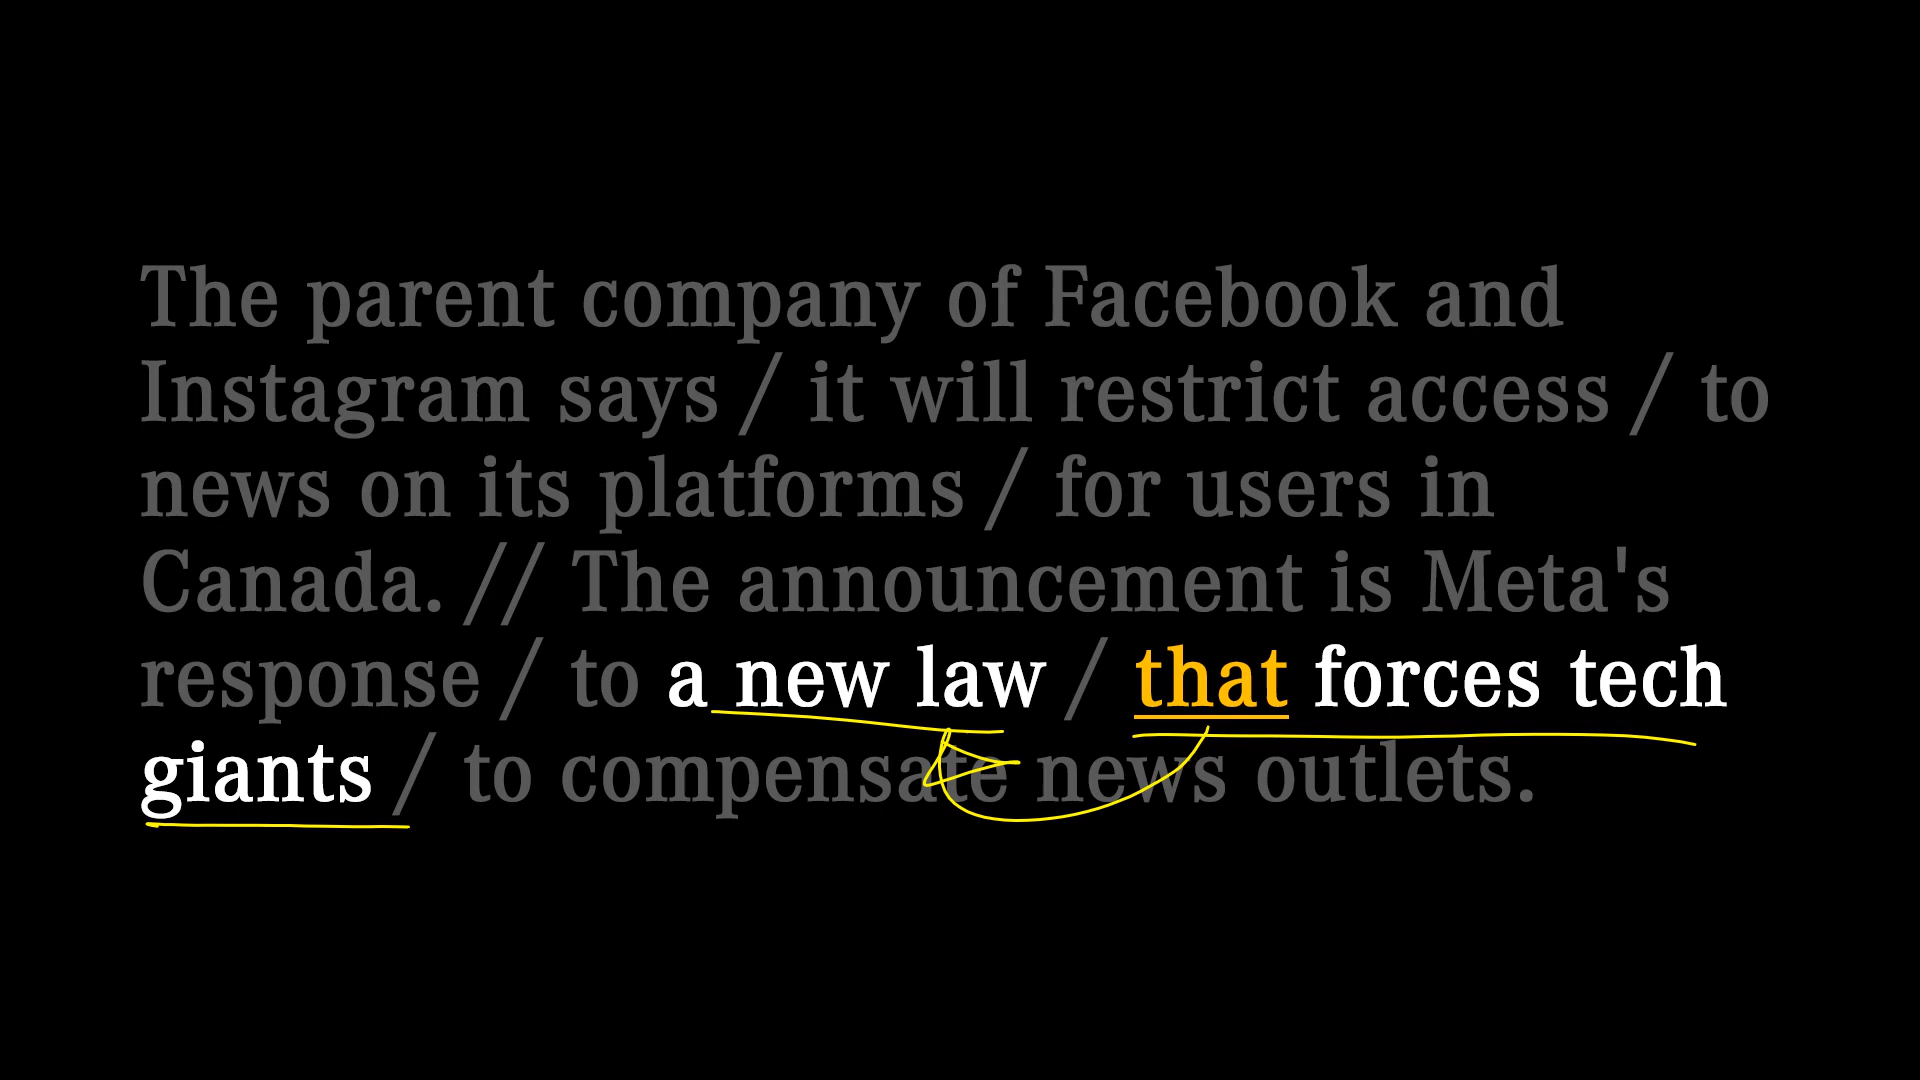 The parent company of Facebook and
Instagram says / it will restrict access / to
news on its platforms / for users in
Canada. // The announcement is Meta's
response / to a new law / that forces tech
giants / to compensate news outlets.